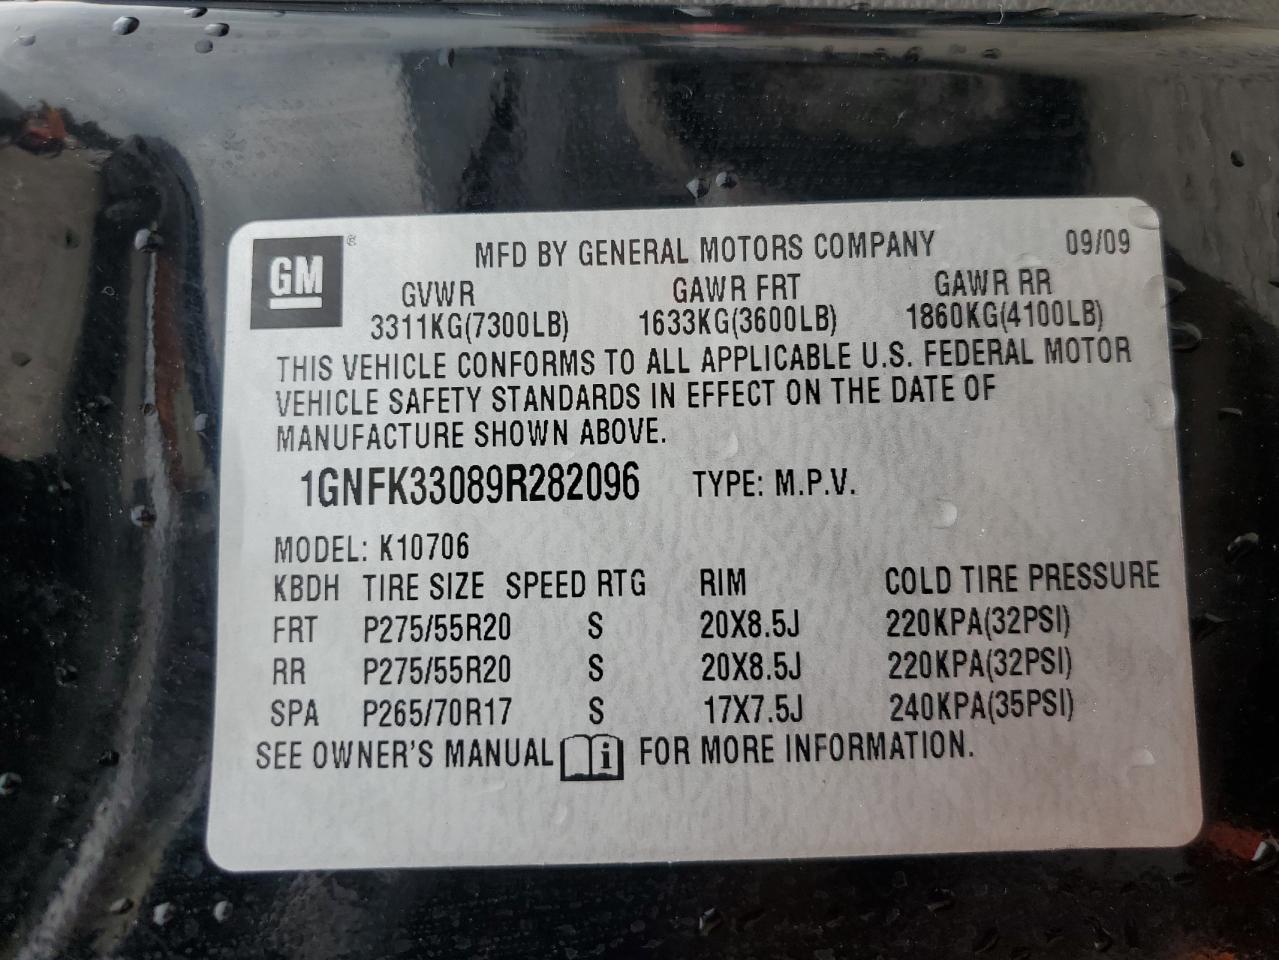 GM ® MFD BY GENERAL MOTORS COMPANY 09/09
GVWR GAWR FRT GAWR RR
3311KG(7300LB) 1633KG(3600LB) 1860KG(4100LB)
THIS VEHICLE CONFORMS TO ALL APPLICABLE U.S. FEDERAL MOTOR
VEHICLE SAFETY STANDARDS IN EFFECT ON THE DATE OF
MANUFACTURE SHOWN ABOVE.
1GNFK33089R282096 TYPE: M.P.V.
MODEL: K10706
KBDH TIRE SIZE SPEED RTG RIM COLD TIRE PRESSURE
FRT P275/55R20 S 20X8.5J 220KPA(32PSI)
RR P275/55R20 S 20X8.5J 220KPA(32PSI)
SPA P265/70R17 S 17X7.5J 240KPA(35PSI)
SEE OWNER'S MANUAL i FOR MORE INFORMATION.